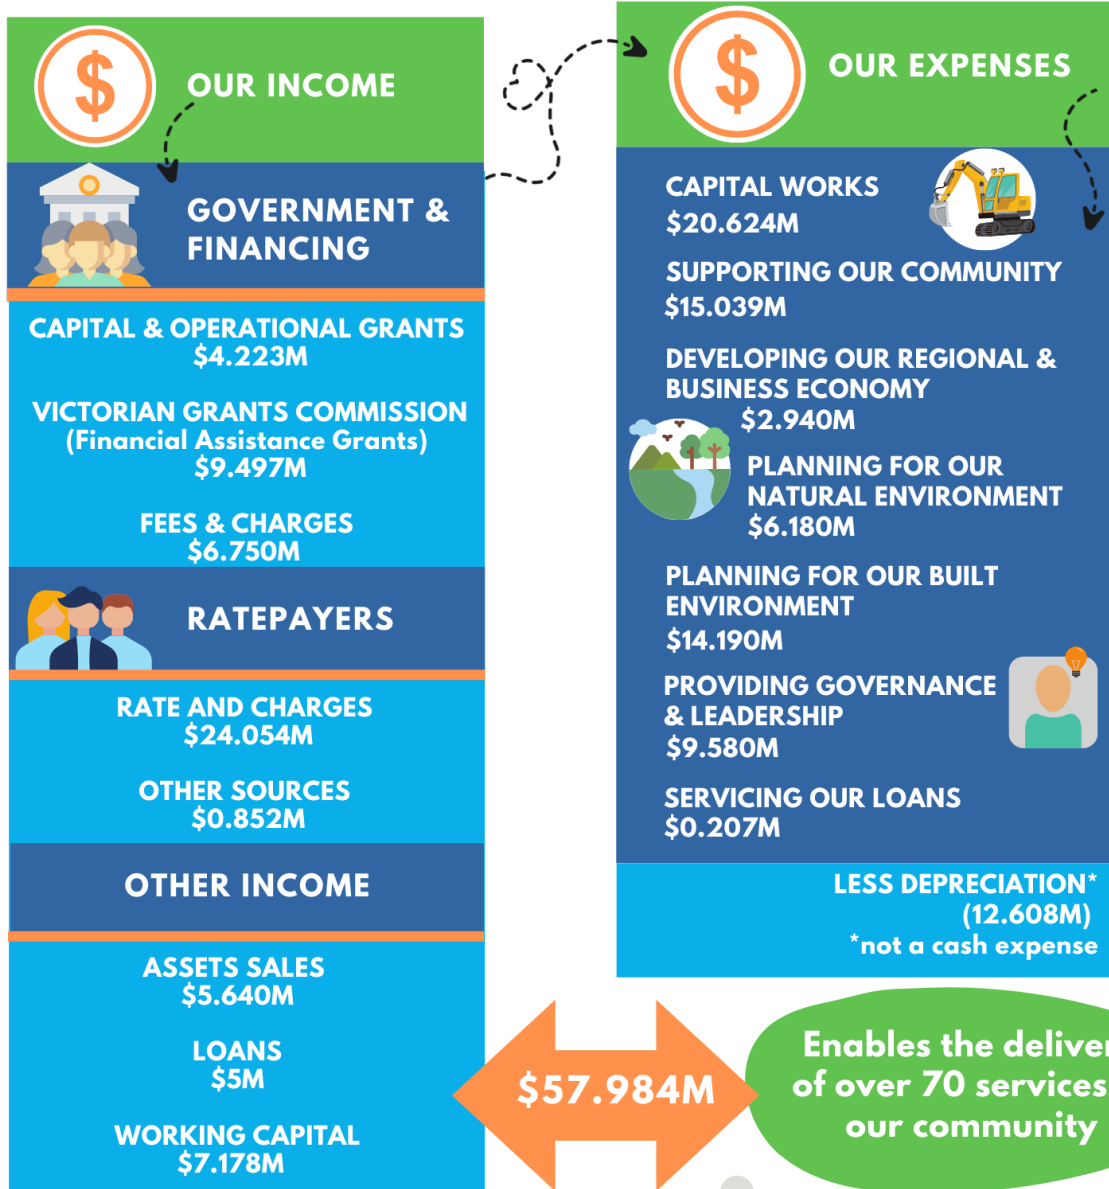 $
OUR INCOME
GOVERNMENT &
FINANCING
CAPITAL & OPERATIONAL GRANTS
$4.223M
VICTORIAN GRANTS COMMISSION
(Financial Assistance Grants)
$9.497M
FEES & CHARGES
$6.750M
RATEPAYERS
RATE AND CHARGES
$24.054M
OTHER SOURCES
$0.852M
OTHER INCOME
ASSETS SALES
$5.640M
LOANS
$5M
WORKING CAPITAL
$7.178M
$
OUR EXPENSES
CAPITAL WORKS
$20.624M
SUPPORTING OUR COMMUNITY
$15.039M
DEVELOPING OUR REGIONAL &
BUSINESS ECONOMY
$2.940M
PLANNING FOR OUR
NATURAL ENVIRONMENT
$6.180M
PLANNING FOR OUR BUILT
ENVIRONMENT
$14.190M
PROVIDING GOVERNANCE
& LEADERSHIP
$9.580M
SERVICING OUR LOANS
$0.207M
LESS DEPRECIATION*
(12.608M)
*not a cash expense
$57.984M
Enables the deliver
of over 70 services
our community